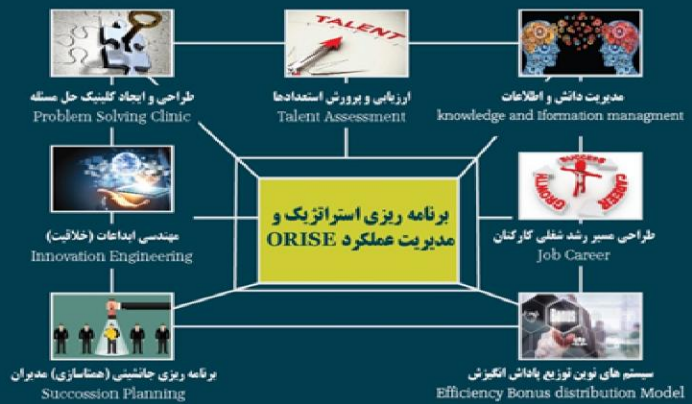 TALENT
طراحی و ایجاد کلینیک حل مسئله
Problem Solving Clinic
ارزیابی و پرورش استعدادها
Talent Assessment
مدیریت دانش و اطلاعات
knowledge and Iformation managment
برنامه ریزی استراتژیک و
مدیریت عملکرد ORISE
مهندسی ابداعات (خلاقیت)
Innovation Engineering
SUCCESS
GROWTH
CAREER
طراحی مسیر رشد شغلی کارکنان
Job Career
Bonus
برنامه ریزی جانشینی (همتاسازی) مدیران
Succossion Planning
سیستم های نوین توزیع پاداش انگیزش
Efficiency Bonus distribution Model